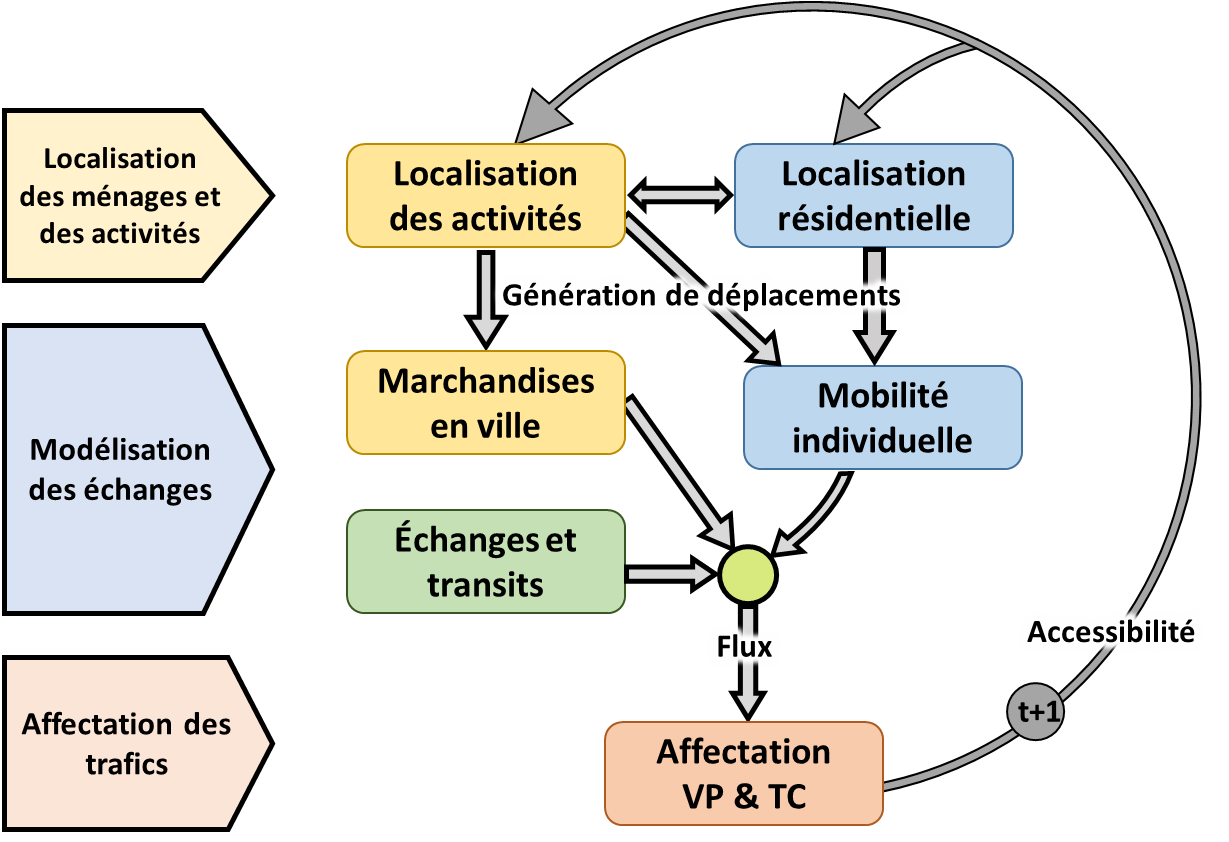 Localisation
des ménages et
des activités
Localisation
des activités
Localisation
résidentielle
Génération de déplacements
Modélisation
des échanges
Marchandises
en ville
Mobilité
individuelle
Échanges et
transits
Flux
Accessibilité
t+1
Affectation des
trafics
Affectation
VP & TC